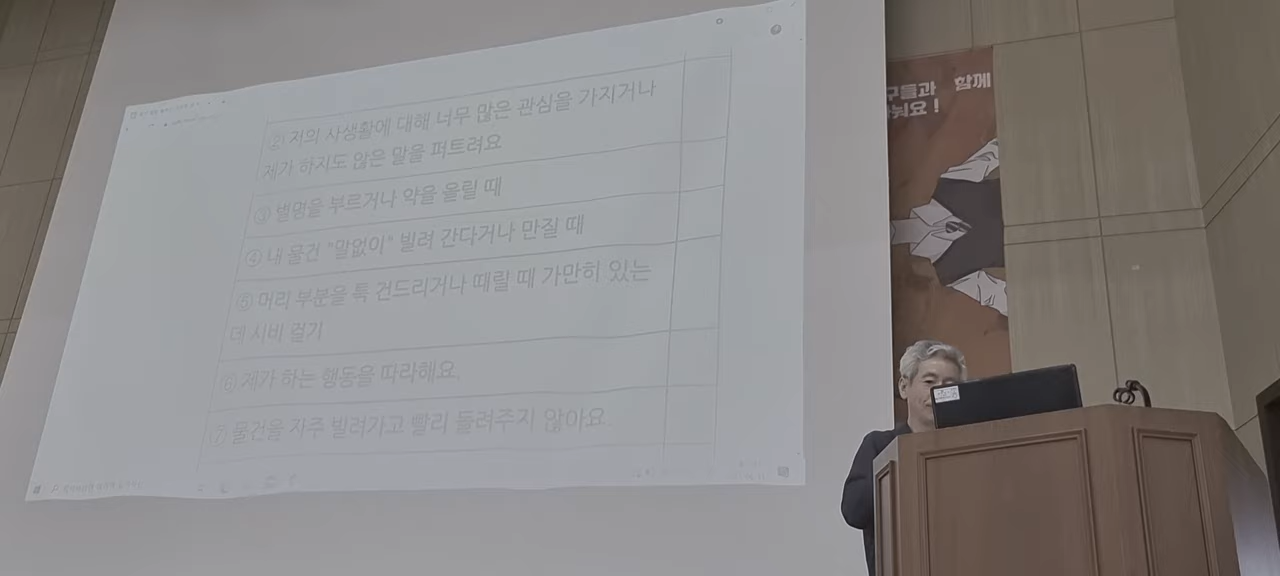 ② 저의 사생활에 대해 너무 많은 관심을 가지거나
제가 하지도 않은 말을 퍼트려요
③ 별명을 부르거나 약을 올릴 때
④ 내 물건 "말없이" 빌려 간다거나 만질 때
⑤ 머리 부분을 툭 건드리거나 때릴 때 가만히 있는
데 시비 걸기
⑥ 제가 하는 행동을 따라해요.
⑦ 물건을 자주 빌려가고 빨리 돌려주지 않아요.
구들과 함께
눠요!